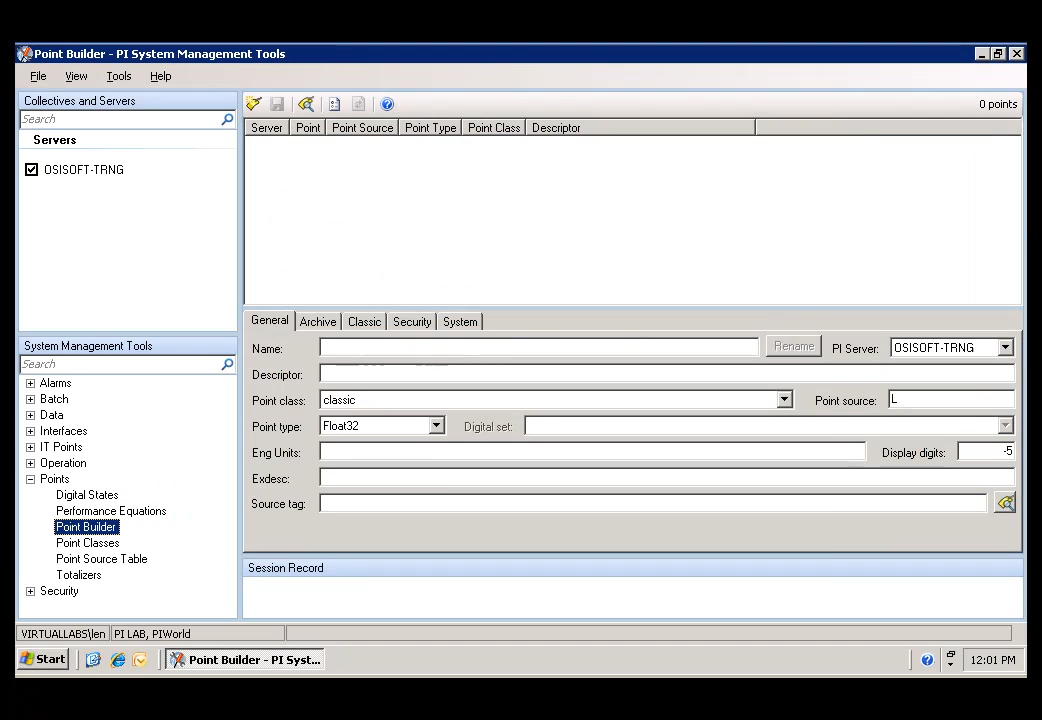 Point Builder - PI System Management Tools
File View Tools Help
Collectives and Servers
Search
Servers
OSISOFT-TRNG
0 points
Server Point Point Source Point Type Point Class Descriptor
System Management Tools
Search
Alarms
Batch
Data
Interfaces
IT Points
Operation
Points
Digital States
Performance Equations
Point Builder
Point Classes
Point Source Table
Totalizers
Security
General Archive Classic Security System
Name: Rename PI Server: OSISOFT-TRNG
Descriptor:
Point class: classic Point source: L
Point type: Float32 Digital set:
Eng Units: Display digits: -5
Exdesc:
Source tag:
Session Record
VIRTUALLABS\len PI LAB, PIWorld
Start Point Builder - PI Syst... 12:01 PM